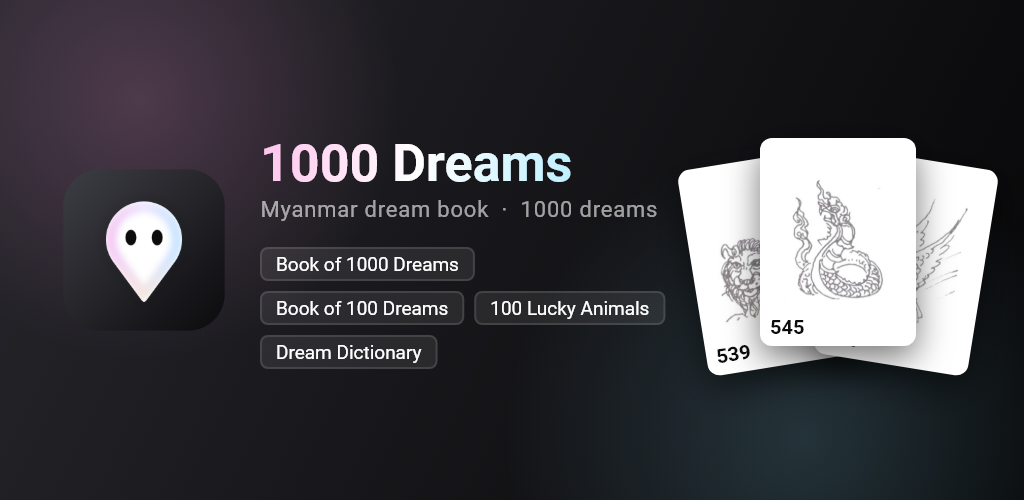 1000 Dreams
Myanmar dream book · 1000 dreams
Book of 1000 Dreams
Book of 100 Dreams
100 Lucky Animals
Dream Dictionary
539
545